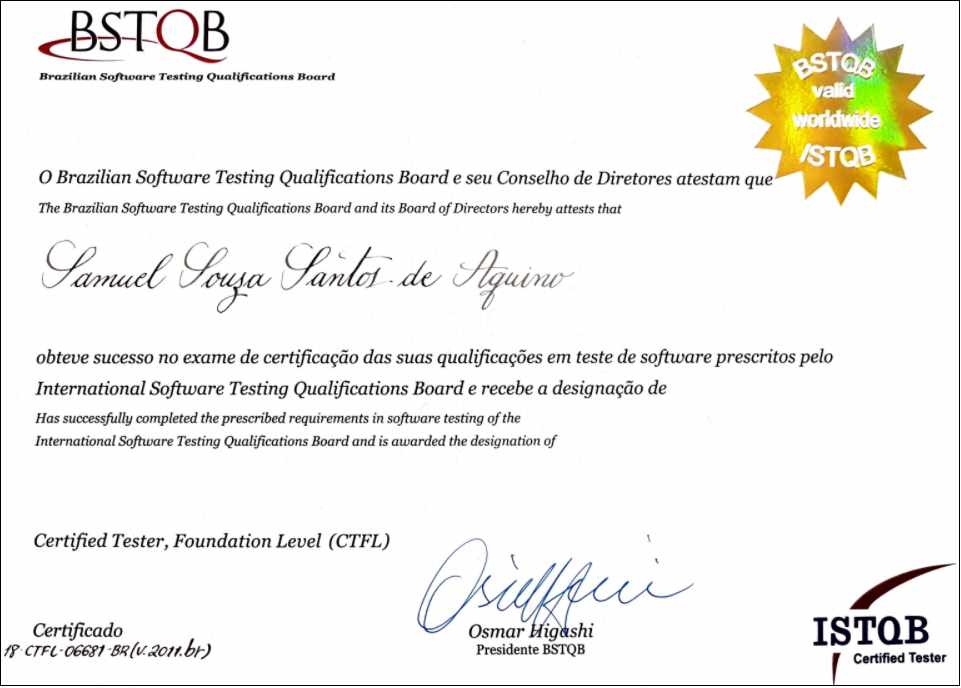 BSTQB
Brazilian Software Testing Qualifications Board
BSTQB
valid
worldwide
ISTQB
O Brazilian Software Testing Qualifications Board e seu Conselho de Diretores atestam que
The Brazilian Software Testing Qualifications Board and its Board of Directors hereby attests that
Samuel Souza Santos de Aquino
obteve sucesso no exame de certificação das suas qualificações em teste de software prescritos pelo
International Software Testing Qualifications Board e recebe a designação de
Has successfully completed the prescribed requirements in software testing of the
International Software Testing Qualifications Board and is awarded the designation of
Certified Tester, Foundation Level (CTFL)
Osmar Higashi
Presidente BSTQB
Certificado
18-CTFL-06681-BR(v.2011.br)
ISTQB
Certified Tester